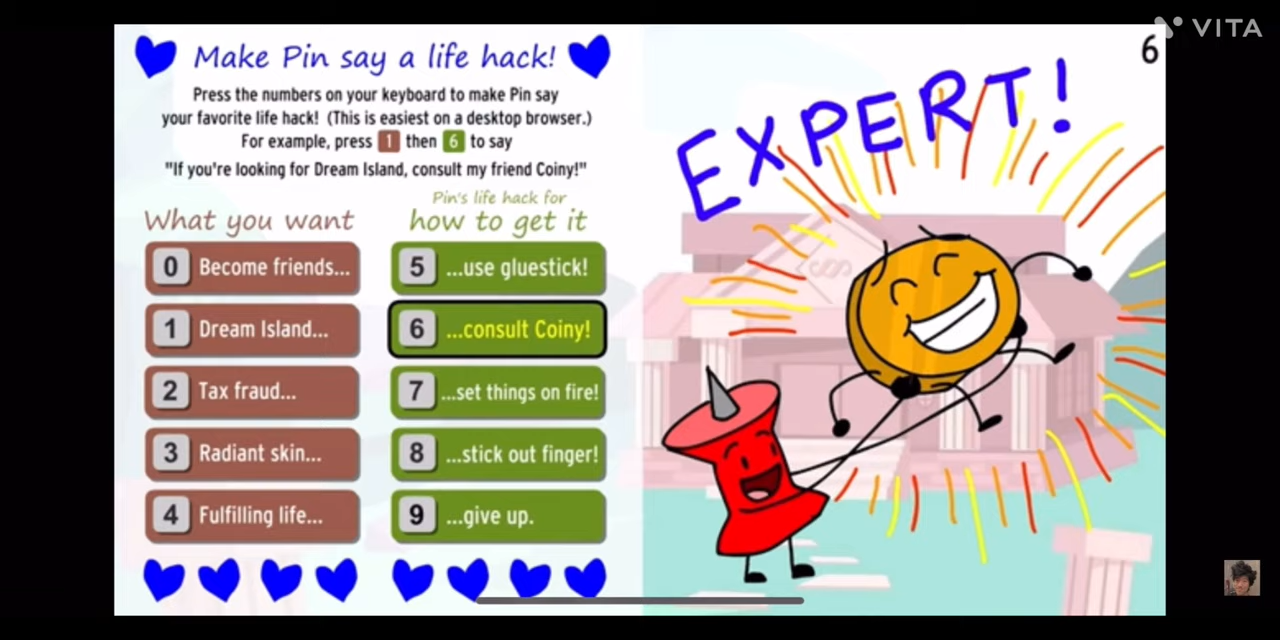 VITA
6
Make Pin say a life hack!
Press the numbers on your keyboard to make Pin say
your favorite life hack! (This is easiest on a desktop browser.)
For example, press 1 then 6 to say
"If you're looking for Dream Island, consult my friend Coiny!"
What you want
Pin's life hack for
how to get it
0 Become friends...
1 Dream Island...
2 Tax fraud...
3 Radiant skin...
4 Fulfilling life...
5 ...use gluestick!
6 ...consult Coiny!
7 ...set things on fire!
8 ...stick out finger!
9 ...give up.
EXPERT!